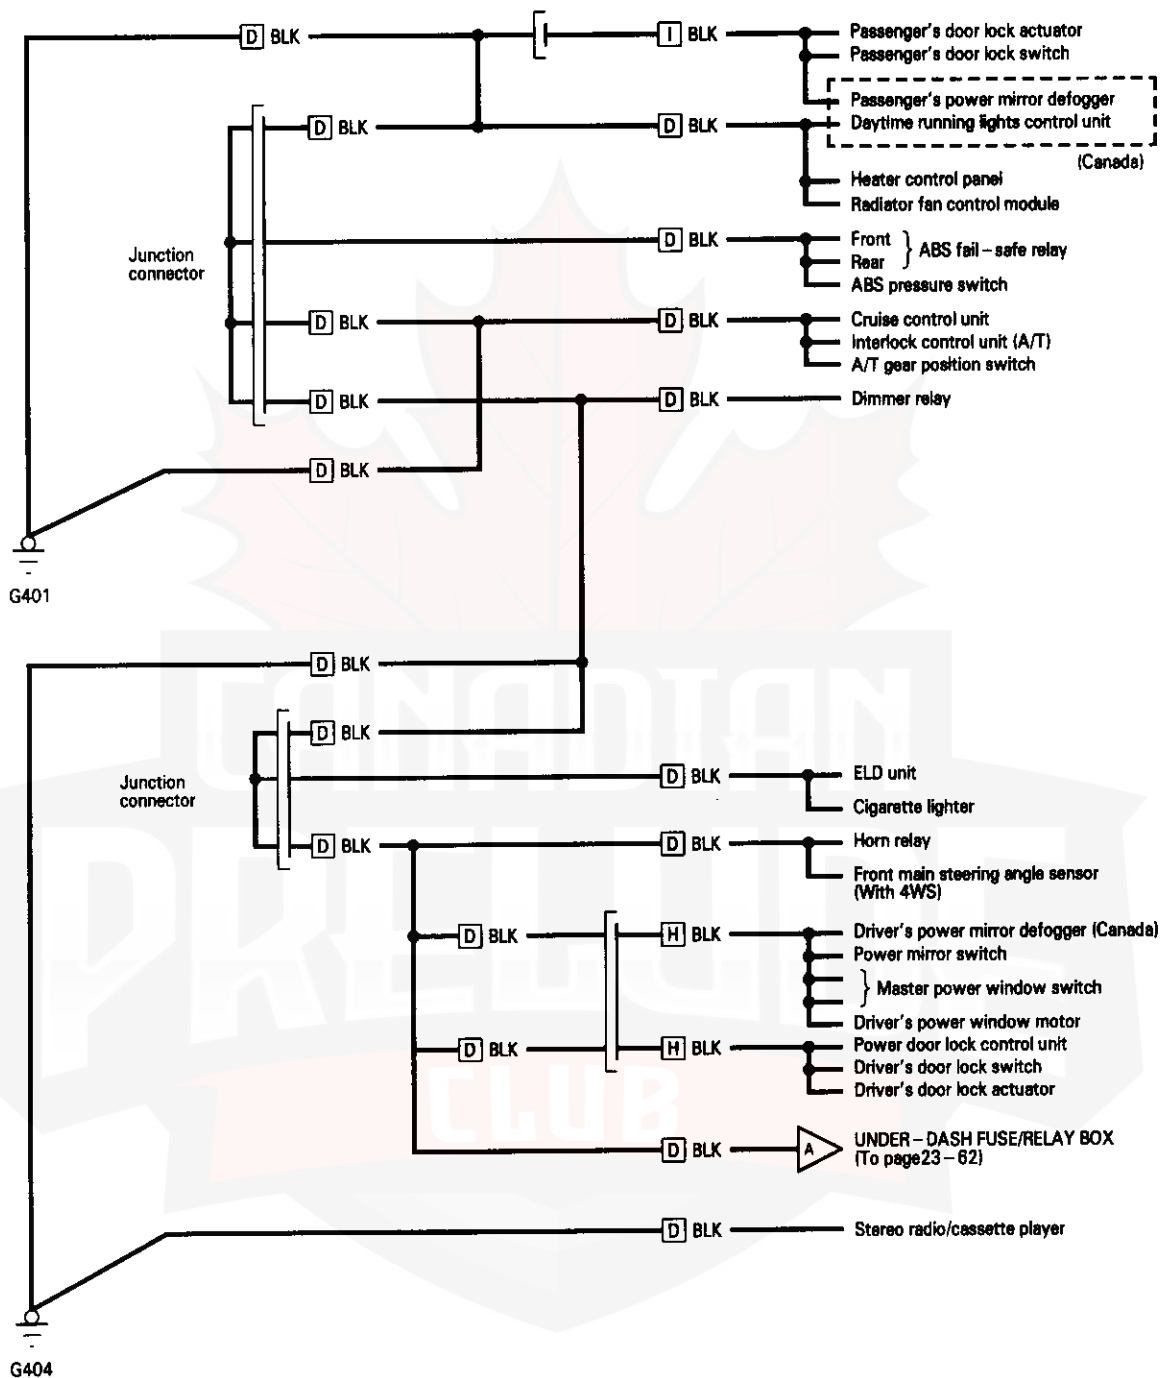 D BLK
I BLK
Passenger's door lock actuator
Passenger's door lock switch
Passenger's power mirror defogger
D BLK
D BLK
Daytime running lights control unit
(Canada)
Heater control panel
Radiator fan control module
Junction
connector
D BLK
Front
Rear
ABS fail–safe relay
ABS pressure switch
D BLK
D BLK
Cruise control unit
Interlock control unit (A/T)
A/T gear position switch
D BLK
D BLK
Dimmer relay
D BLK
G401
D BLK
D BLK
Junction
connector
D BLK
ELD unit
Cigarette lighter
D BLK
D BLK
Horn relay
Front main steering angle sensor
(With 4WS)
D BLK
H BLK
Driver's power mirror defogger (Canada)
Power mirror switch
Master power window switch
Driver's power window motor
D BLK
H BLK
Power door lock control unit
Driver's door lock switch
Driver's door lock actuator
D BLK
A
UNDER–DASH FUSE/RELAY BOX
(To page23–62)
D BLK
Stereo radio/cassette player
G404
CANADIAN
PRELUDE
CLUB